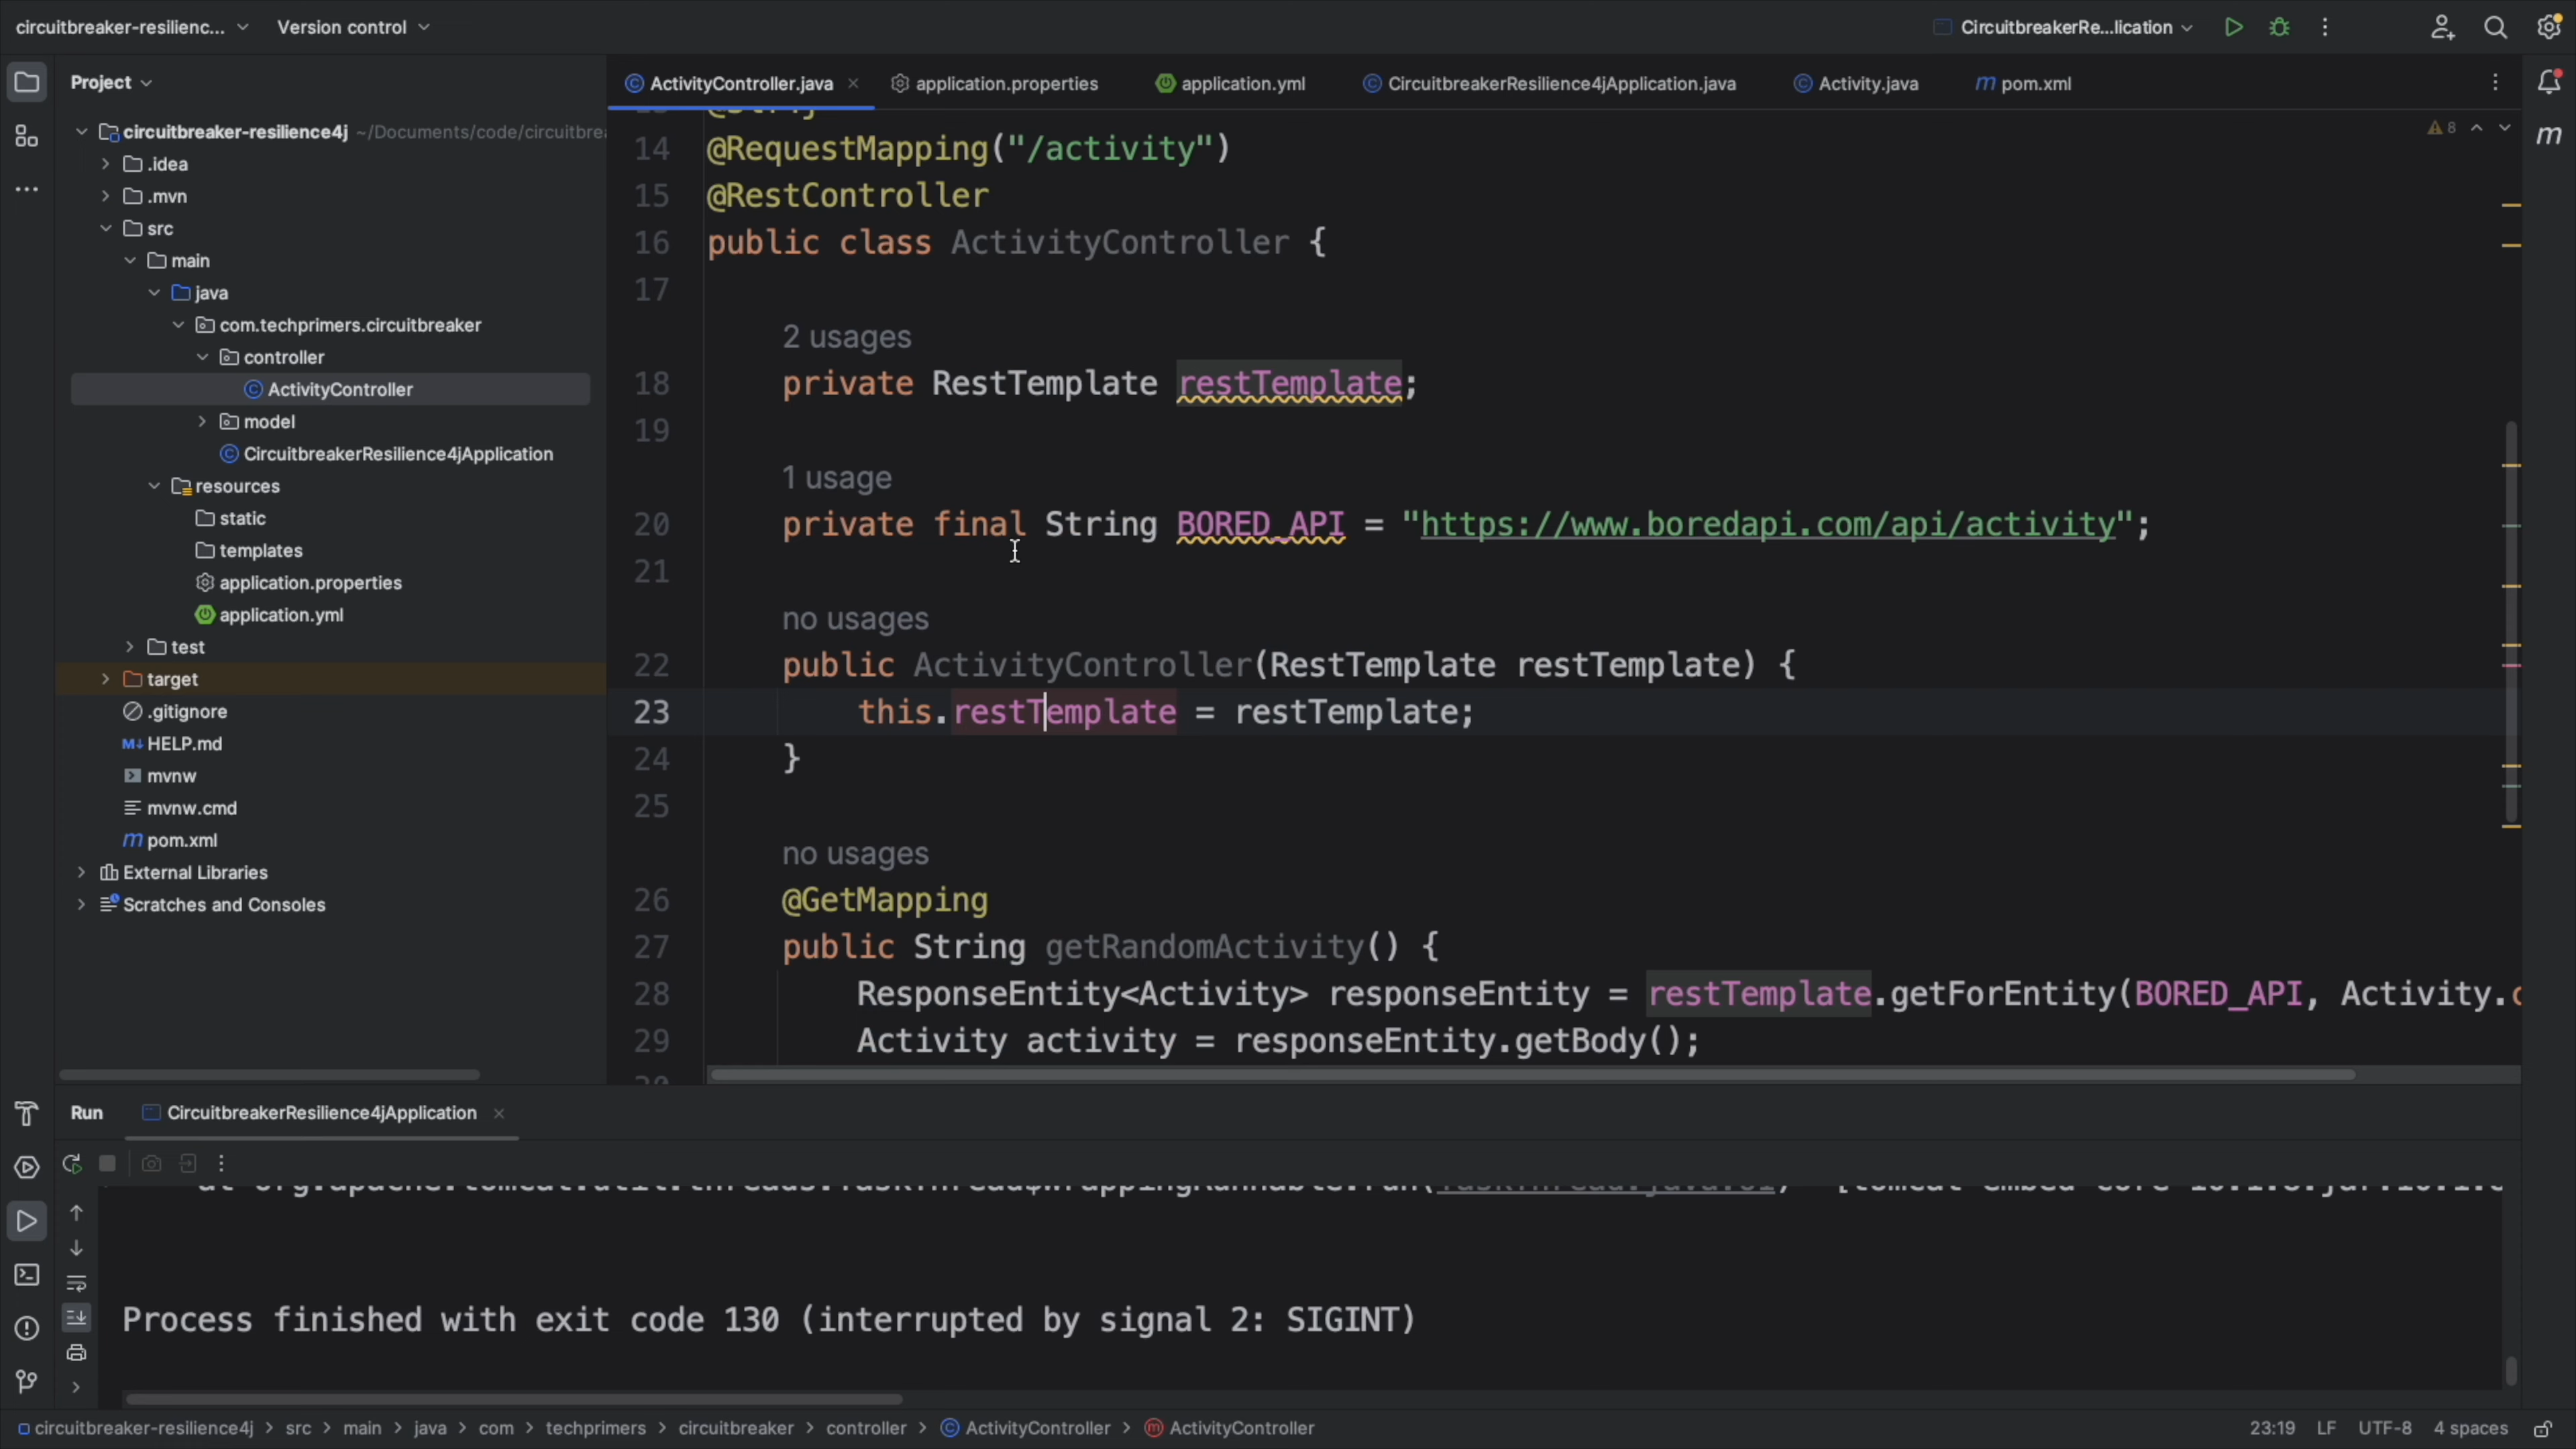 circuitbreaker-resilienc...
Version control
CircuitbreakerRe...lication
Project
ActivityController.java
application.properties
application.yml
CircuitbreakerResilience4jApplication.java
Activity.java
m pom.xml
circuitbreaker-resilience4j ~/Documents/code/circuitbrea
.idea
.mvn
src
main
java
com.techprimers.circuitbreaker
controller
ActivityController
model
CircuitbreakerResilience4jApplication
resources
static
templates
application.properties
application.yml
test
target
.gitignore
HELP.md
mvnw
mvnw.cmd
m pom.xml
External Libraries
Scratches and Consoles
8
m
14 @RequestMapping("/activity")
15 @RestController
16 public class ActivityController {
17
2 usages
18 private RestTemplate restTemplate;
19
1 usage
20 private final String BORED_API = "https://www.boredapi.com/api/activity";
21
no usages
22 public ActivityController(RestTemplate restTemplate) {
23 this.restTemplate = restTemplate;
24 }
25
no usages
26 @GetMapping
27 public String getRandomActivity() {
28 ResponseEntity<Activity> responseEntity = restTemplate.getForEntity(BORED_API, Activity.
29 Activity activity = responseEntity.getBody();
Run
CircuitbreakerResilience4jApplication
Process finished with exit code 130 (interrupted by signal 2: SIGINT)
circuitbreaker-resilience4j > src > main > java > com > techprimers > circuitbreaker > controller > ActivityController > ActivityController
23:19 LF UTF-8 4 spaces